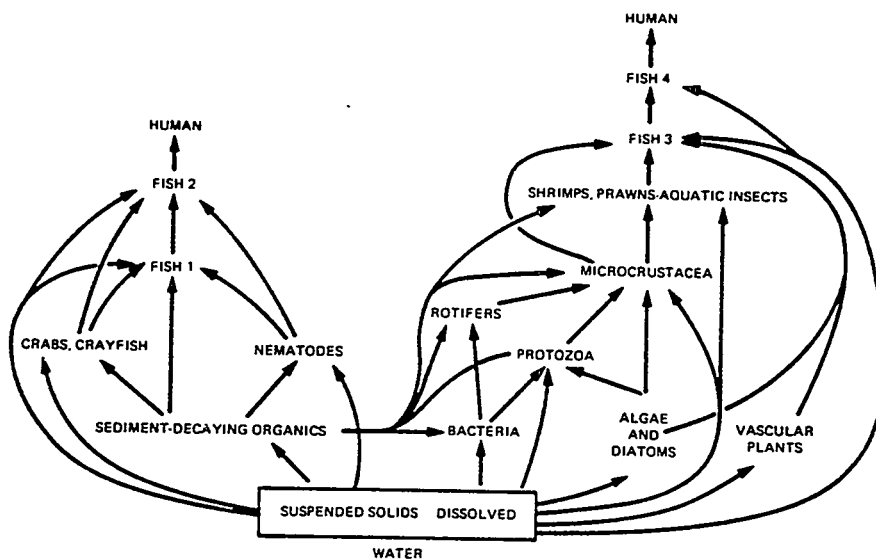 HUMAN
FISH 4
HUMAN
FISH 3
FISH 2
SHRIMPS, PRAWNS-AQUATIC INSECTS
FISH 1
MICROCRUSTACEA
ROTIFERS
CRABS, CRAYFISH
NEMATODES
PROTOZOA
SEDIMENT-DECAYING ORGANICS
BACTERIA
ALGAE
AND
DIATOMS
VASCULAR
PLANTS
SUSPENDED SOLIDS DISSOLVED
WATER